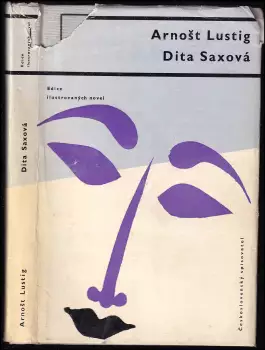 Arnošt Lustig
Dita Saxová
Edice
ilustrovaných novel
Československý spisovatel
Dita Saxová
Arnošt Lustig